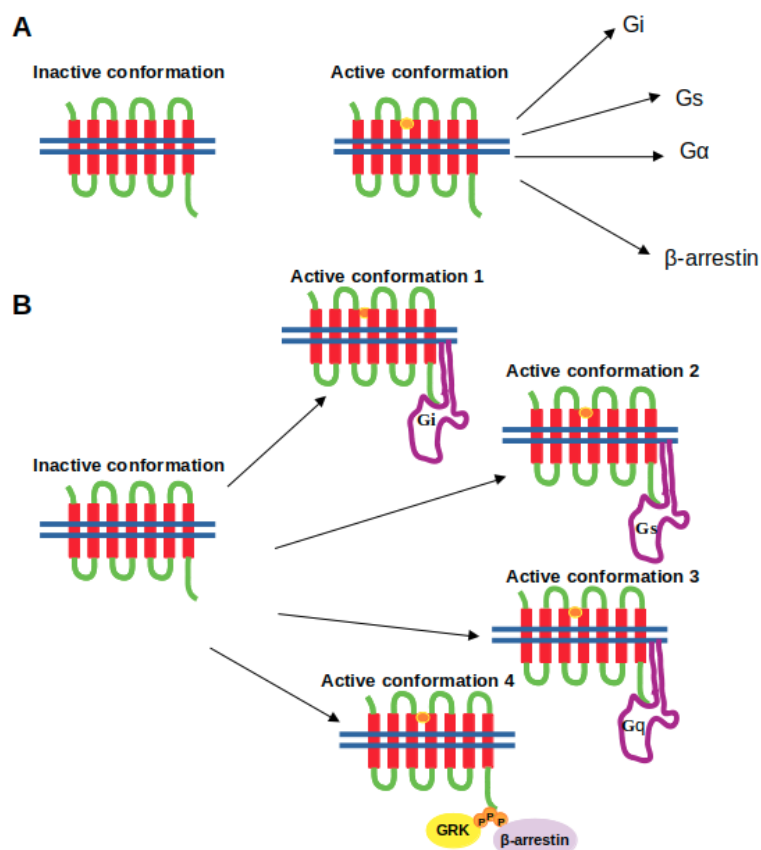 A
Inactive conformation
Active conformation
Gi
Gs
Gα
β-arrestin
B
Active conformation 1
Gi
Active conformation 2
Gs
Inactive conformation
Active conformation 3
Gq
Active conformation 4
P P P
GRK
β-arrestin